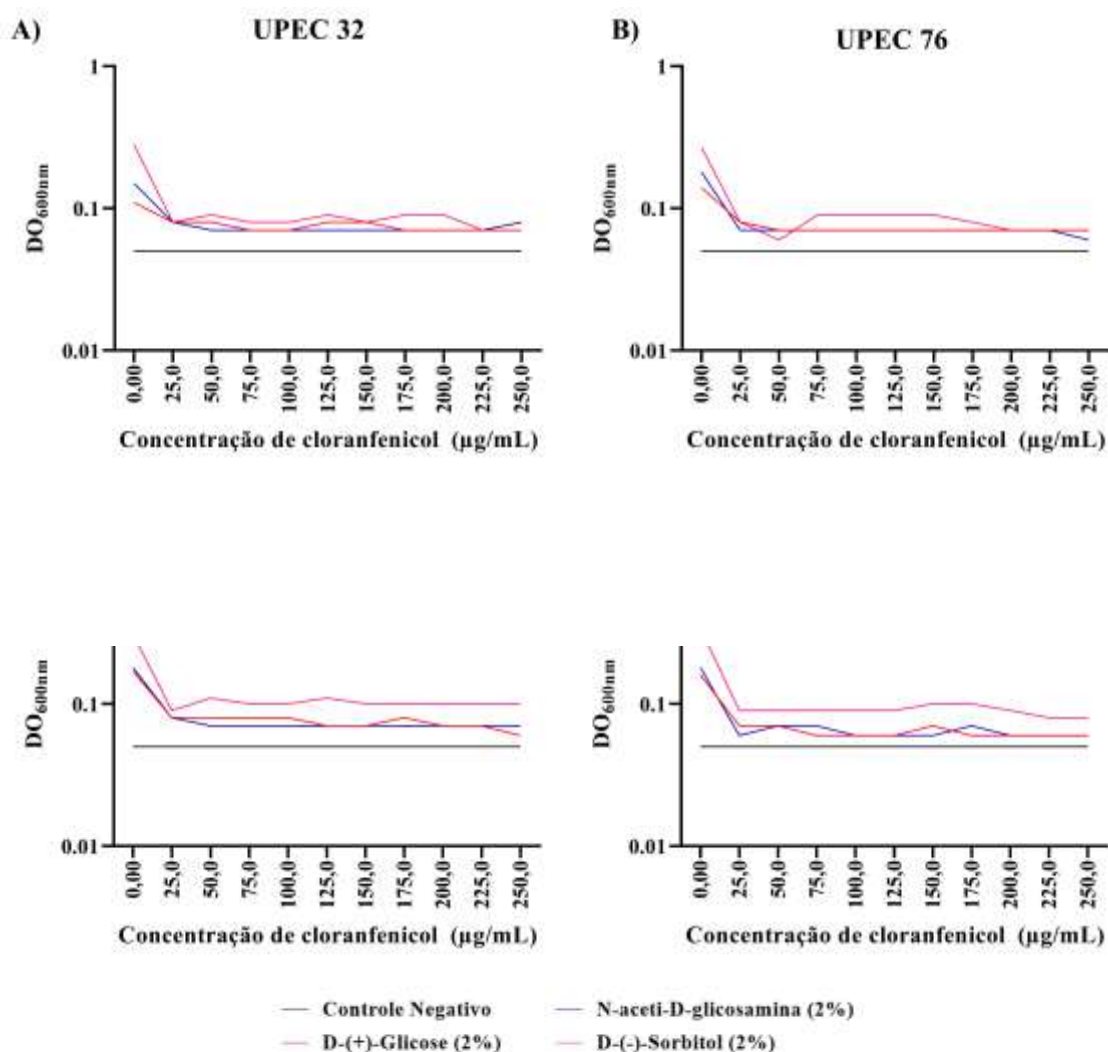 A) UPEC 32
B) UPEC 76
DO600nm
1
0.1
0.01
0,00 25,0 50,0 75,0 100,0 125,0 150,0 175,0 200,0 225,0 250,0
Concentração de cloranfenicol (µg/mL)
DO600nm
1
0.1
0.01
0,00 25,0 50,0 75,0 100,0 125,0 150,0 175,0 200,0 225,0 250,0
Concentração de cloranfenicol (µg/mL)
DO600nm
0.1
0.01
0,00 25,0 50,0 75,0 100,0 125,0 150,0 175,0 200,0 225,0 250,0
Concentração de cloranfenicol (µg/mL)
DO600nm
0.1
0.01
0,00 25,0 50,0 75,0 100,0 125,0 150,0 175,0 200,0 225,0 250,0
Concentração de cloranfenicol (µg/mL)
Controle Negativo
N-aceti-D-glicosamina (2%)
D-(+)-Glicose (2%)
D-(-)-Sorbitol (2%)